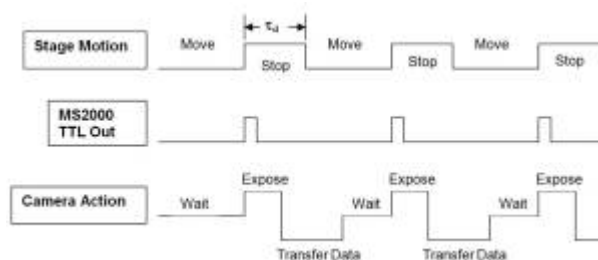 τd
Stage Motion
Move
Stop
Move
Stop
Move
Stop
MS2000
TTL Out
Camera Action
Wait
Expose
Transfer Data
Wait
Expose
Transfer Data
Wait
Expose